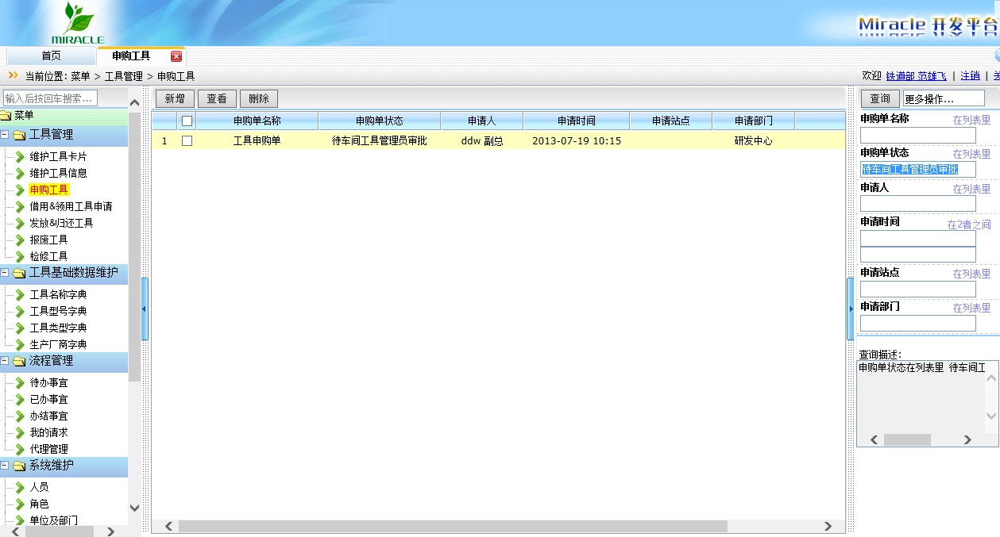 MIRACLE
Miracle 开发平台
首页 申购工具
当前位置: 菜单 > 工具管理 > 申购工具
欢迎 铁道部 范雄飞 | 注销 |
输入后按回车搜索...
菜单
工具管理
维护工具卡片
维护工具信息
申购工具
借用&领用工具申请
发放&归还工具
报废工具
检修工具
工具基础数据维护
工具名称字典
工具型号字典
工具类型字典
生产厂商字典
流程管理
待办事宜
已办事宜
办结事宜
我的请求
代理管理
系统维护
人员
角色
单位及部门
新增 查看 删除
申购单名称 申购单状态 申请人 申请时间 申请站点 申请部门
1 工具申购单 待车间工具管理员审批 ddw 副总 2013-07-19 10:15 研发中心
查询 更多操作...
申购单名称 在列表里
申购单状态 在列表里
待车间工具管理员审批
申请人 在列表里
申请时间 在2者之间
申请站点 在列表里
申请部门 在列表里
查询描述:
申购单状态在列表里 待车间工